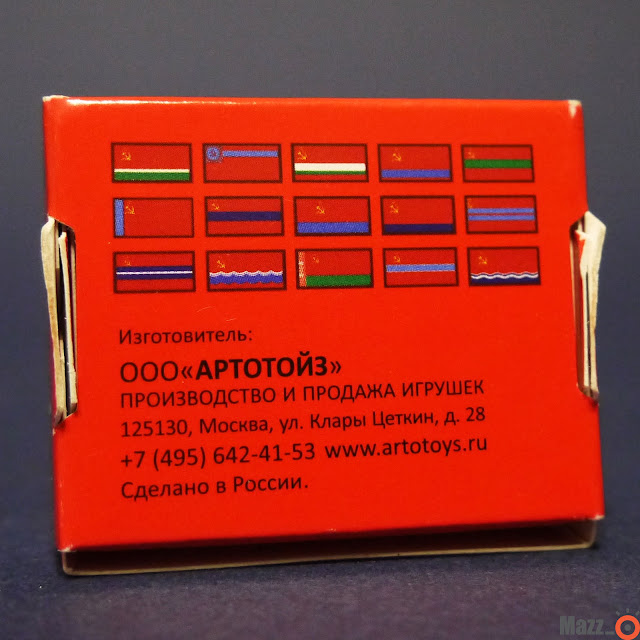 Изготовитель:
ООО«АРТОТОЙЗ»
ПРОИЗВОДСТВО И ПРОДАЖА ИГРУШЕК
125130, Москва, ул. Клары Цеткин, д. 28
+7 (495) 642-41-53 www.artotoys.ru
Сделано в России.
Mazz_O